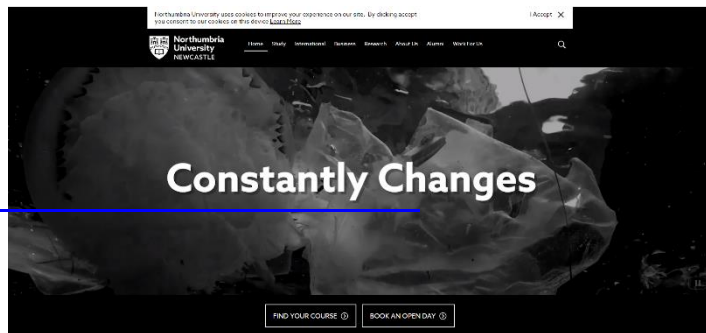 Northumbria University uses cookies to improve your experience on our site. By clicking accept
you consent to our cookies on this device Learn More
I Accept
Northumbria
University
NEWCASTLE
Home Study International Business Research About Us Alumni Work For Us
Constantly Changes
FIND YOUR COURSE
BOOK AN OPEN DAY